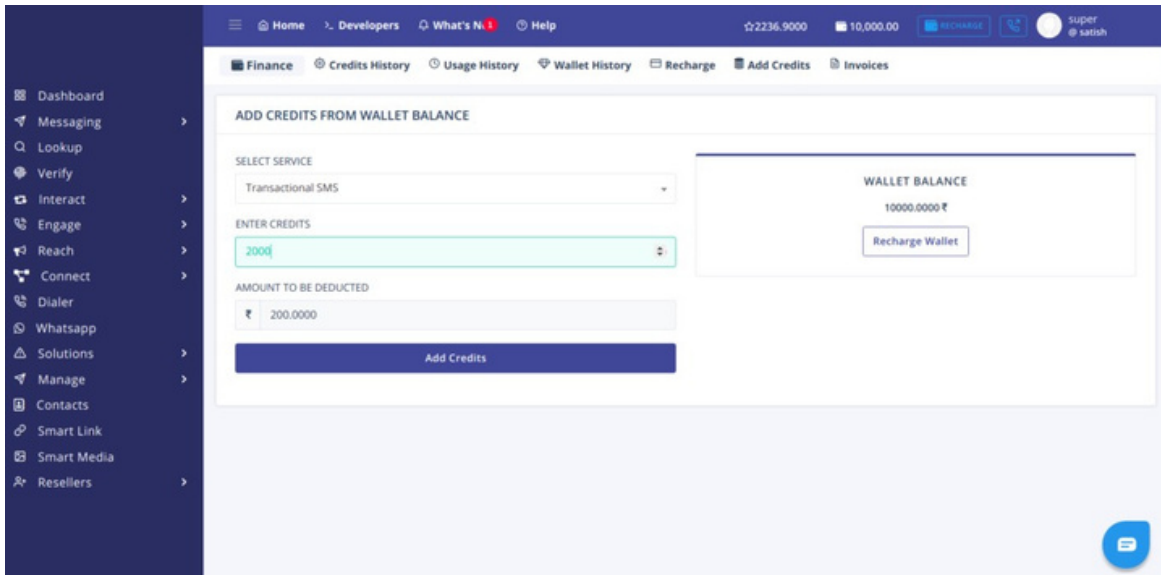 Home Developers What's N 1 Help 2236.9000 10,000.00 RECHARGE super
@ satish
Finance Credits History Usage History Wallet History Recharge Add Credits Invoices
Dashboard
Messaging
Lookup
Verify
Interact
Engage
Reach
Connect
Dialer
Whatsapp
Solutions
Manage
Contacts
Smart Link
Smart Media
Resellers
ADD CREDITS FROM WALLET BALANCE
SELECT SERVICE
Transactional SMS
ENTER CREDITS
2000
AMOUNT TO BE DEDUCTED
₹ 200.0000
Add Credits
WALLET BALANCE
10000.0000 ₹
Recharge Wallet